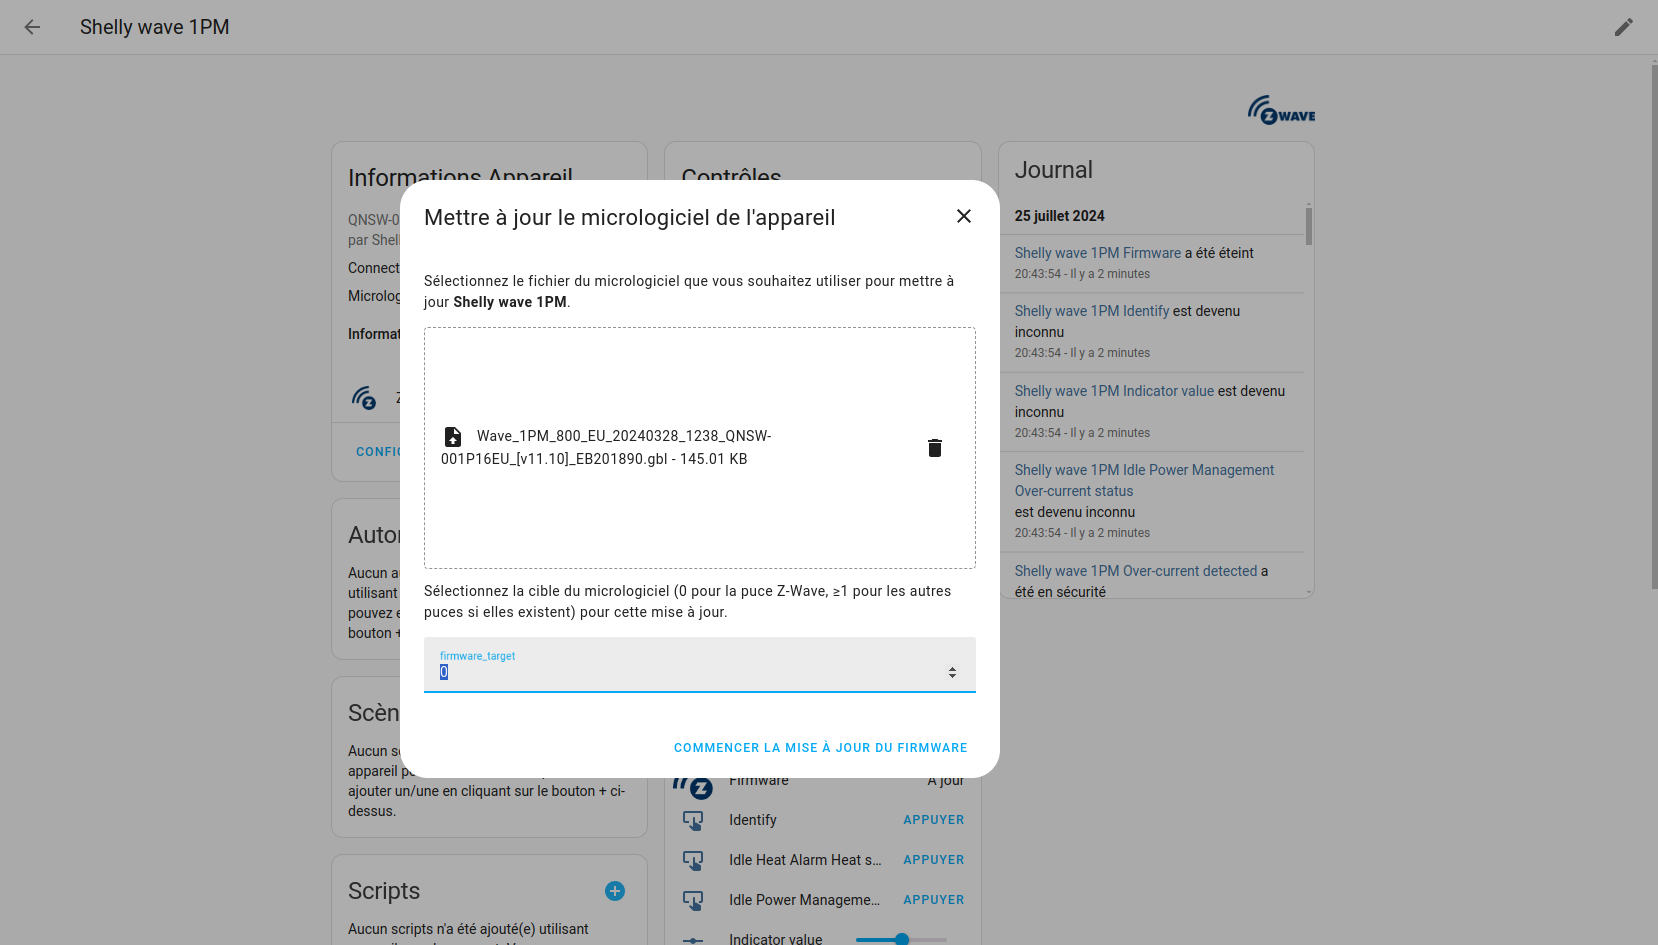 Shelly wave 1PM
Z WAVE
Informations Appareil
QNSW-0
par Shel
Connect
Microlog
Informat
Z
CONFIG
Autor
Aucun a
utilisant
pouvez e
bouton +
Scèn
Aucun s
appareil po
ajouter un/une en cliquant sur le bouton + ci-
dessus.
Scripts
Aucun scripts n'a été ajouté(e) utilisant
Contrôles
Mettre à jour le micrologiciel de l'appareil
Sélectionnez le fichier du micrologiciel que vous souhaitez utiliser pour mettre à
jour Shelly wave 1PM.
Wave_1PM_800_EU_20240328_1238_QNSW-
001P16EU_[v11.10]_EB201890.gbl - 145.01 KB
Sélectionnez la cible du micrologiciel (0 pour la puce Z-Wave, ≥1 pour les autres
puces si elles existent) pour cette mise à jour.
firmware_target
0
COMMENCER LA MISE À JOUR DU FIRMWARE
Firmware À jour
Identify APPUYER
Idle Heat Alarm Heat s... APPUYER
Idle Power Manageme... APPUYER
Indicator value
Journal
25 juillet 2024
Shelly wave 1PM Firmware a été éteint
20:43:54 - Il y a 2 minutes
Shelly wave 1PM Identify est devenu
inconnu
20:43:54 - Il y a 2 minutes
Shelly wave 1PM Indicator value est devenu
inconnu
20:43:54 - Il y a 2 minutes
Shelly wave 1PM Idle Power Management
Over-current status
est devenu inconnu
20:43:54 - Il y a 2 minutes
Shelly wave 1PM Over-current detected a
été en sécurité